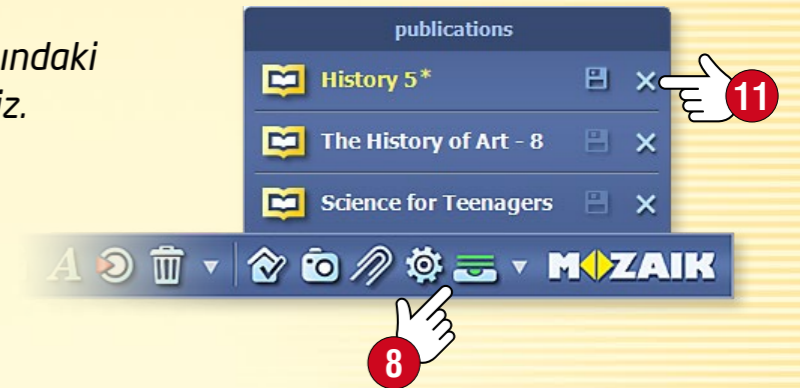 publications
ındaki
History 5*
11
iz.
The History of Art - 8
Science for Teenagers
A
MOZAIK
8